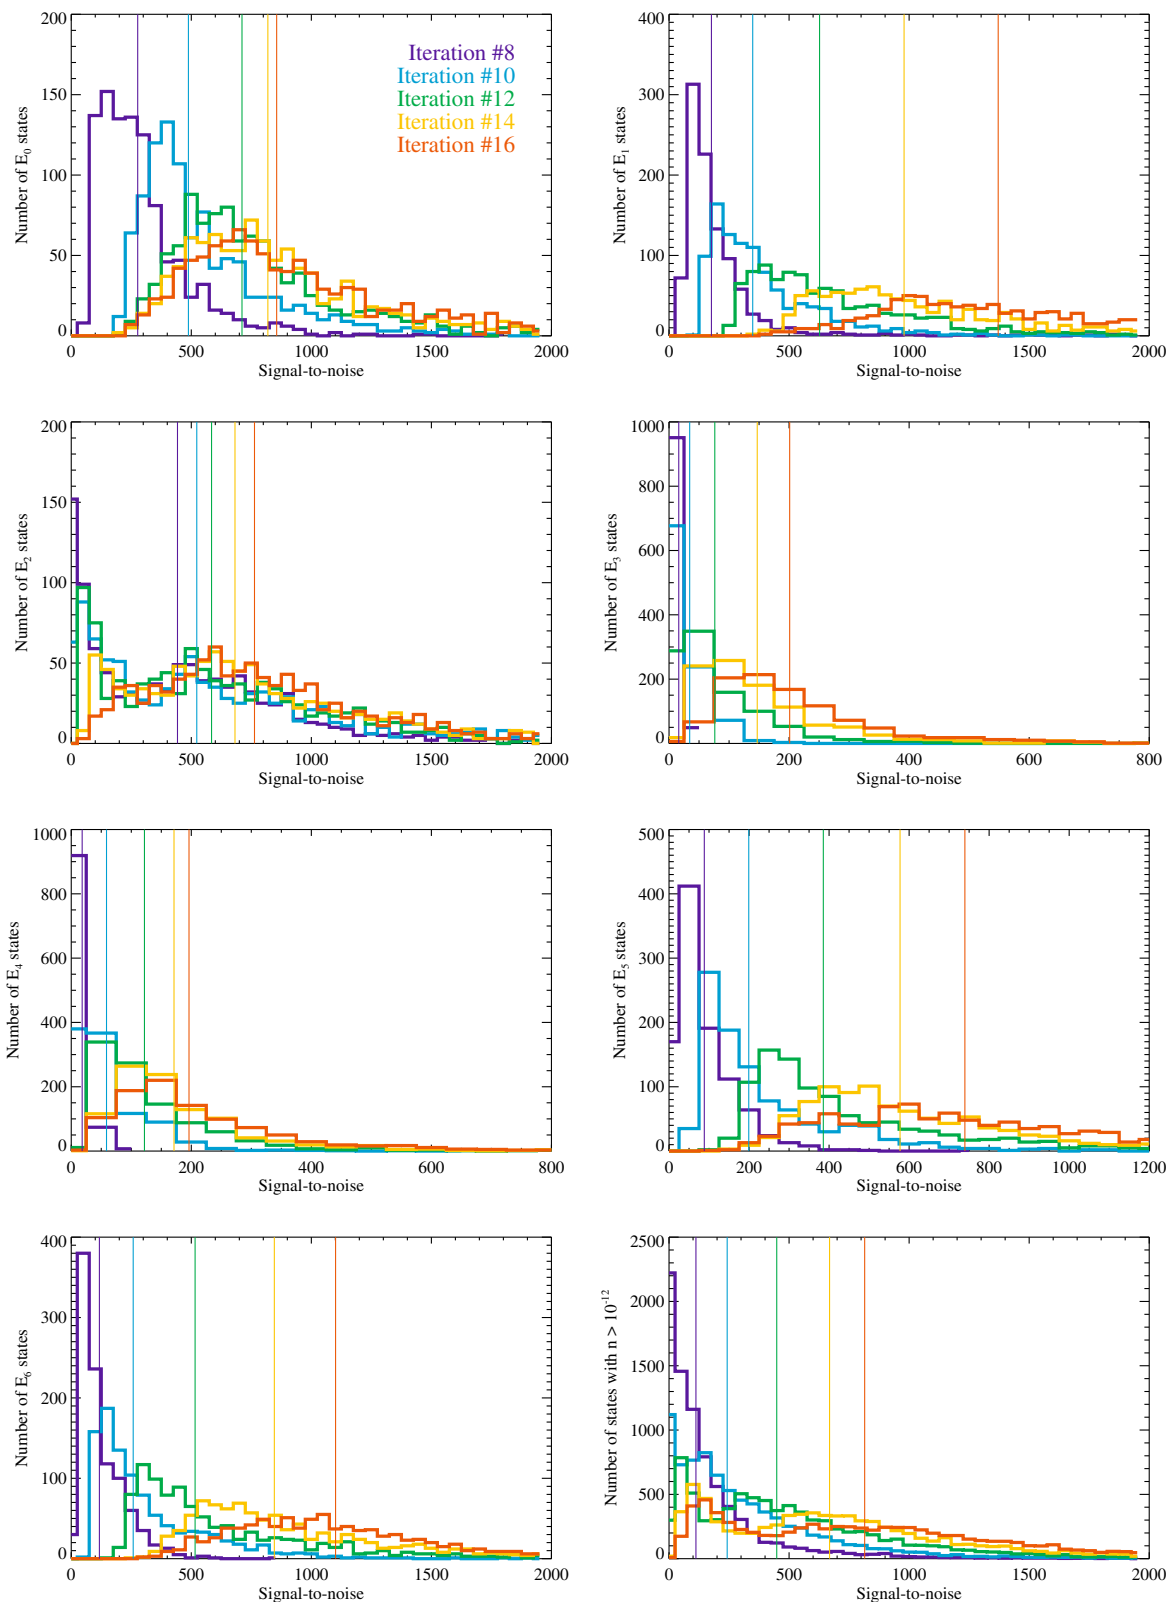 200
150
100
50
0
Number of E₀ states
Iteration #8
Iteration #10
Iteration #12
Iteration #14
Iteration #16
0 500 1000 1500 2000
Signal-to-noise
400
300
200
100
0
Number of E₁ states
0 500 1000 1500 2000
Signal-to-noise
200
150
100
50
0
Number of E₂ states
0 500 1000 1500 2000
Signal-to-noise
1000
800
600
400
200
0
Number of E₃ states
0 200 400 600 800
Signal-to-noise
1000
800
600
400
200
0
Number of E₄ states
0 200 400 600 800
Signal-to-noise
500
400
300
200
100
0
Number of E₅ states
0 200 400 600 800 1000 1200
Signal-to-noise
400
300
200
100
0
Number of E₆ states
0 500 1000 1500 2000
Signal-to-noise
2500
2000
1500
1000
500
0
Number of states with n > 10⁻¹²
0 500 1000 1500 2000
Signal-to-noise